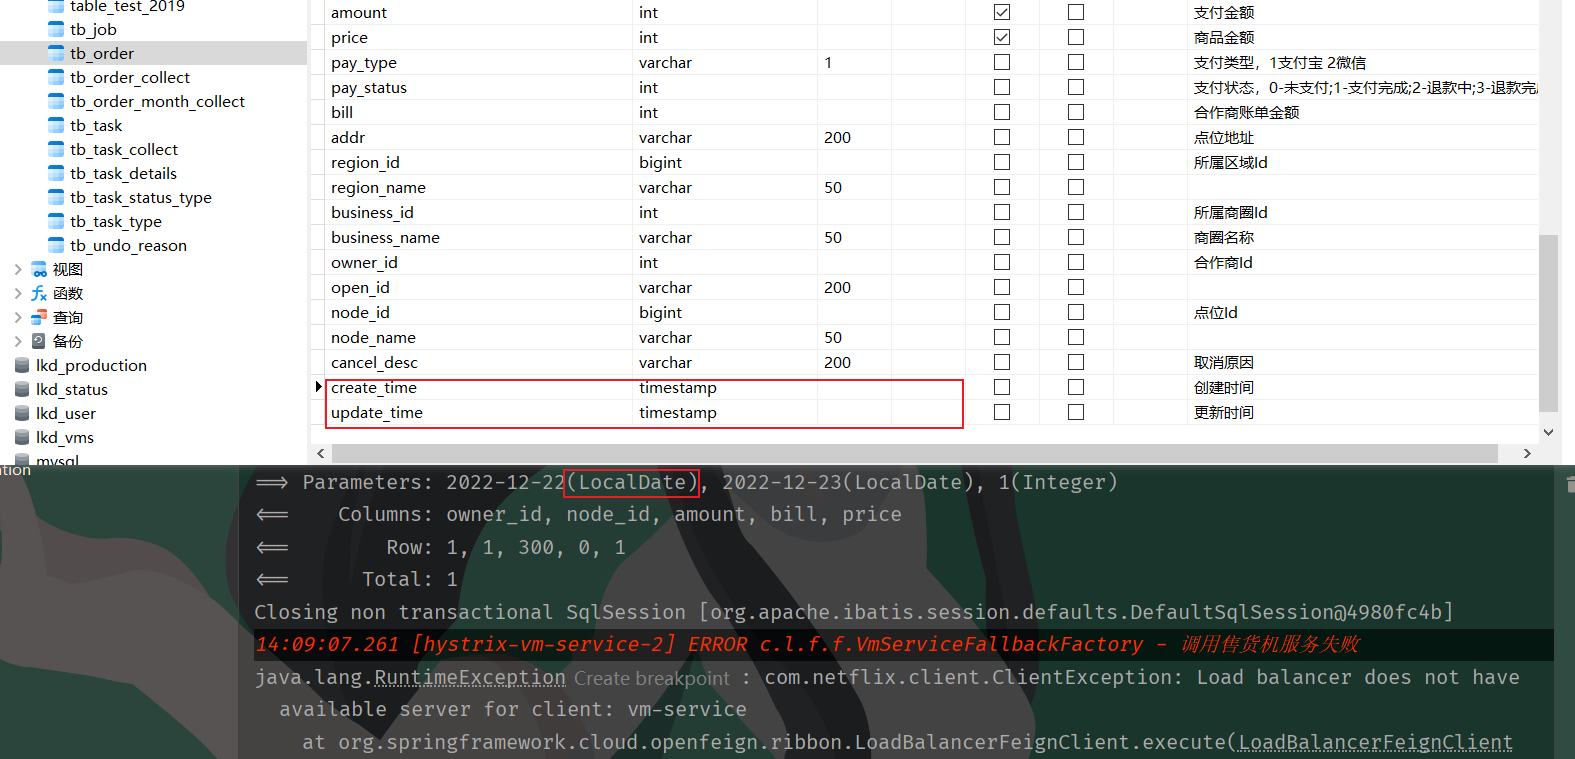 table_test_2019
tb_job
tb_order
tb_order_collect
tb_order_month_collect
tb_task
tb_task_collect
tb_task_details
tb_task_status_type
tb_task_type
tb_undo_reason
视图
函数
查询
备份
lkd_production
lkd_status
lkd_user
lkd_vms
mysql
amount int 支付金额
price int 商品金额
pay_type varchar 1 支付类型，1支付宝 2微信
pay_status int 支付状态，0-未支付;1-支付完成;2-退款中;3-退款完
bill int 合作商账单金额
addr varchar 200 点位地址
region_id bigint 所属区域Id
region_name varchar 50
business_id int 所属商圈Id
business_name varchar 50 商圈名称
owner_id int 合作商Id
open_id varchar 200
node_id bigint 点位Id
node_name varchar 50
cancel_desc varchar 200 取消原因
create_time timestamp 创建时间
update_time timestamp 更新时间
ation
==> Parameters: 2022-12-22(LocalDate), 2022-12-23(LocalDate), 1(Integer)
<== Columns: owner_id, node_id, amount, bill, price
<== Row: 1, 1, 300, 0, 1
<== Total: 1
Closing non transactional SqlSession [org.apache.ibatis.session.defaults.DefaultSqlSession@4980fc4b]
14:09:07.261 [hystrix-vm-service-2] ERROR c.l.f.f.VmServiceFallbackFactory - 调用售货机服务失败
java.lang.RuntimeException Create breakpoint : com.netflix.client.ClientException: Load balancer does not have
available server for client: vm-service
at org.springframework.cloud.openfeign.ribbon.LoadBalancerFeignClient.execute(LoadBalancerFeignClient